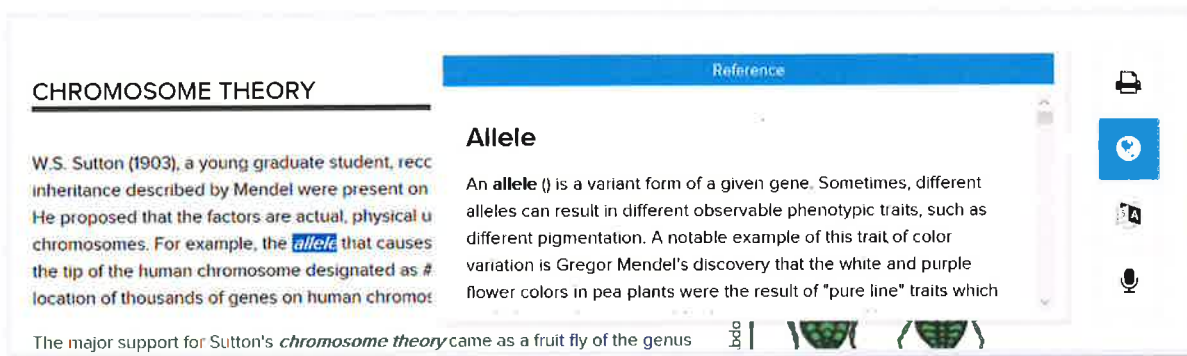 CHROMOSOME THEORY
W.S. Sutton (1903), a young graduate student, recc
inheritance described by Mendel were present on
He proposed that the factors are actual, physical u
chromosomes. For example, the allele that causes
the tip of the human chromosome designated as #
location of thousands of genes on human chromo
The major support for Sutton's chromosome theory came as a fruit fly of the genus
Reference
Allele
An allele () is a variant form of a given gene. Sometimes, different
alleles can result in different observable phenotypic traits, such as
different pigmentation. A notable example of this trait of color
variation is Gregor Mendel's discovery that the white and purple
flower colors in pea plants were the result of "pure line" traits which
bdo
A